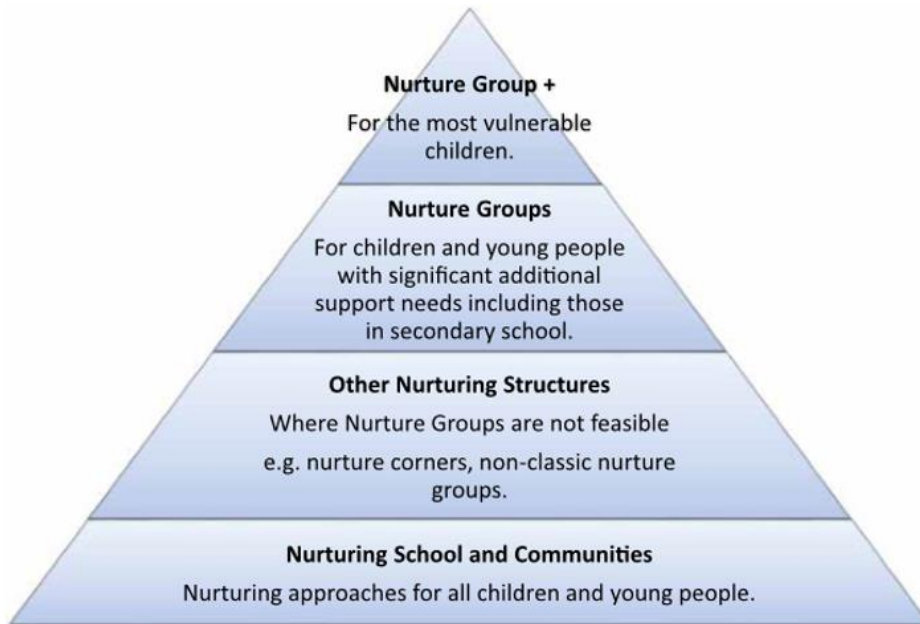 Nurture Group +
For the most vulnerable
children.
Nurture Groups
For children and young people
with significant additional
support needs including those
in secondary school.
Other Nurturing Structures
Where Nurture Groups are not feasible
e.g. nurture corners, non-classic nurture
groups.
Nurturing School and Communities
Nurturing approaches for all children and young people.